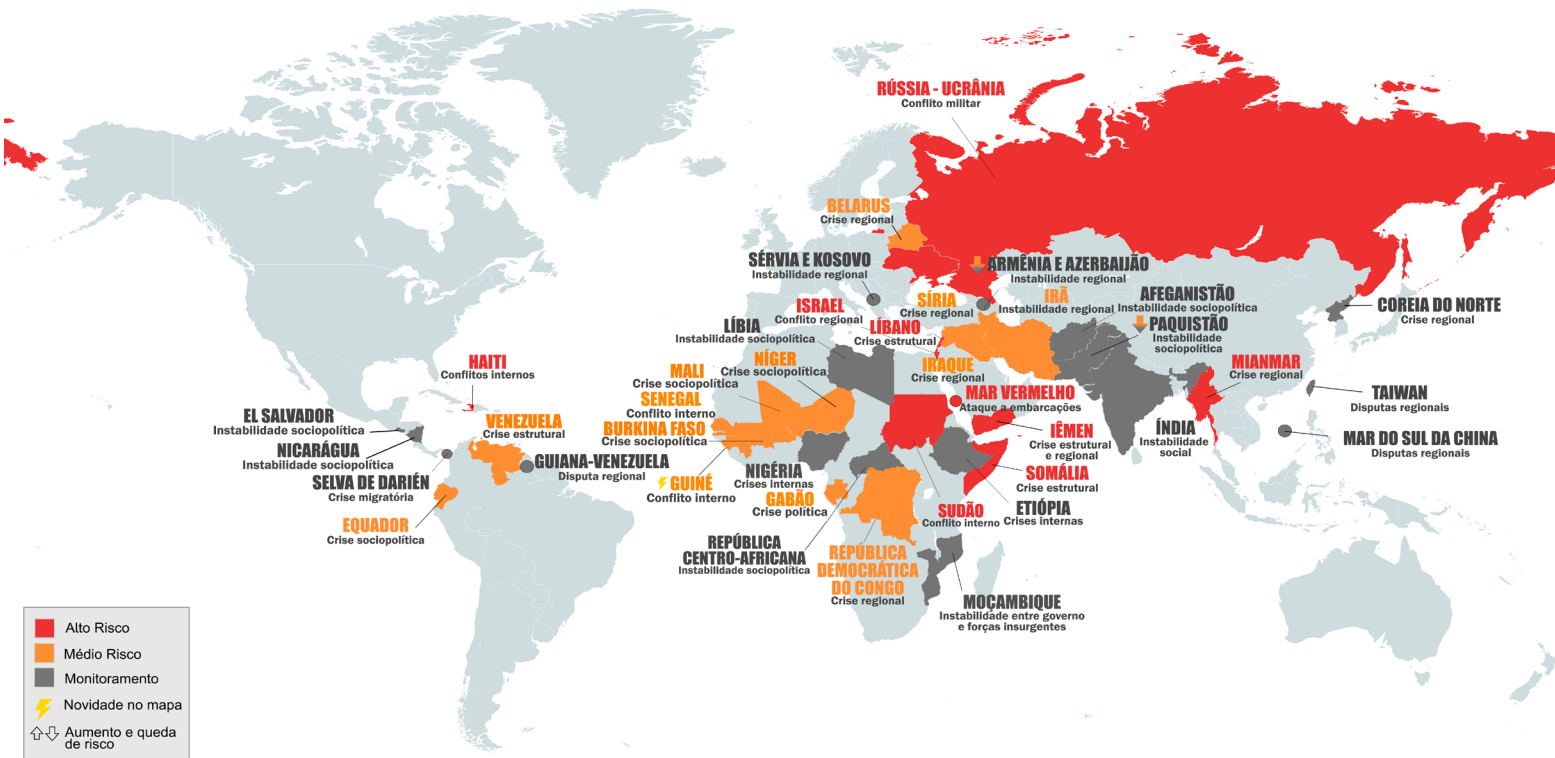 RÚSSIA - UCRÂNIA
Conflito militar
BELARUS
Crise regional
SÉRVIA E KOSOVO
Instabilidade regional
ARMÊNIA E AZERBAIJÃO
Instabilidade regional
ISRAEL
Conflito regional
SÍRIA
Crise regional
IRÃ
Instabilidade regional
AFEGANISTÃO
Instabilidade sociopolítica
COREIA DO NORTE
Crise regional
LÍBIA
Instabilidade sociopolítica
LÍBANO
Crise estrutural
PAQUISTÃO
Instabilidade
sociopolítica
HAITI
Conflitos internos
MALI
Crise sociopolítica
NÍGER
Crise sociopolítica
IRAQUE
Crise regional
MIANMAR
Crise regional
SENEGAL
Conflito interno
MAR VERMELHO
Ataque a embarcações
TAIWAN
Disputas regionais
EL SALVADOR
Instabilidade sociopolítica
VENEZUELA
Crise estrutural
BURKINA FASO
Crise sociopolítica
IÊMEN
Crise estrutural
e regional
ÍNDIA
Instabilidade
social
MAR DO SUL DA CHINA
Disputas regionais
NICARÁGUA
Instabilidade sociopolítica
GUIANA-VENEZUELA
Disputa regional
NIGÉRIA
Crises internas
SOMÁLIA
Crise estrutural
SELVA DE DARIÉN
Crise migratória
GUINÉ
Conflito interno
GABÃO
Crise política
SUDÃO
Conflito interno
ETIÓPIA
Crises internas
EQUADOR
Crise sociopolítica
REPÚBLICA
CENTRO-AFRICANA
Instabilidade sociopolítica
REPÚBLICA
DEMOCRÁTICA
DO CONGO
Crise regional
MOÇAMBIQUE
Instabilidade entre governo
e forças insurgentes
Alto Risco
Médio Risco
Monitoramento
Novidade no mapa
Aumento e queda
de risco